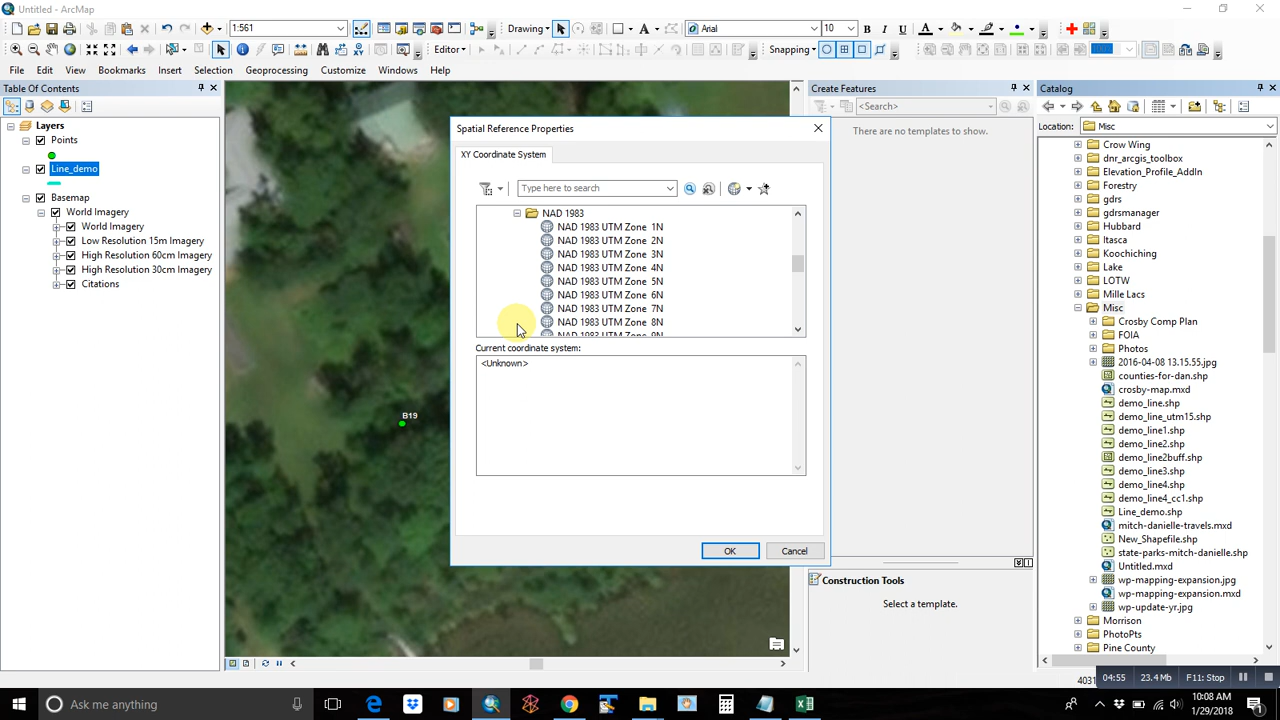 Untitled - ArcMap
1:561
Drawing
Arial
10
B
I
U
A
Editor
Snapping
File
Edit
View
Bookmarks
Insert
Selection
Geoprocessing
Customize
Windows
Help
Table Of Contents
Layers
Points
Line_demo
Basemap
World Imagery
World Imagery
Low Resolution 15m Imagery
High Resolution 60cm Imagery
High Resolution 30cm Imagery
Citations
B19
Spatial Reference Properties
XY Coordinate System
Type here to search
NAD 1983
NAD 1983 UTM Zone 1N
NAD 1983 UTM Zone 2N
NAD 1983 UTM Zone 3N
NAD 1983 UTM Zone 4N
NAD 1983 UTM Zone 5N
NAD 1983 UTM Zone 6N
NAD 1983 UTM Zone 7N
NAD 1983 UTM Zone 8N
NAD 1983 UTM Zone 9N
Current coordinate system:
<Unknown>
OK
Cancel
Create Features
<Search>
There are no templates to show.
Construction Tools
Select a template.
Catalog
Location:
Misc
Crow Wing
dnr_arcgis_toolbox
Elevation_Profile_AddIn
Forestry
gdrs
gdrsmanager
Hubbard
Itasca
Koochiching
Lake
LOTW
Mille Lacs
Misc
Crosby Comp Plan
FOIA
Photos
2016-04-08 13.15.55.jpg
counties-for-dan.shp
crosby-map.mxd
demo_line.shp
demo_line_utm15.shp
demo_line1.shp
demo_line2.shp
demo_line2buff.shp
demo_line3.shp
demo_line4.shp
demo_line4_cc1.shp
Line_demo.shp
mitch-danielle-travels.mxd
New_Shapefile.shp
state-parks-mitch-danielle.shp
Untitled.mxd
wp-mapping-expansion.jpg
wp-mapping-expansion.mxd
wp-update-yr.jpg
Morrison
PhotoPts
Pine County
4031
04:55
23.4 Mb
F11: Stop
Ask me anything
10:08 AM
1/29/2018